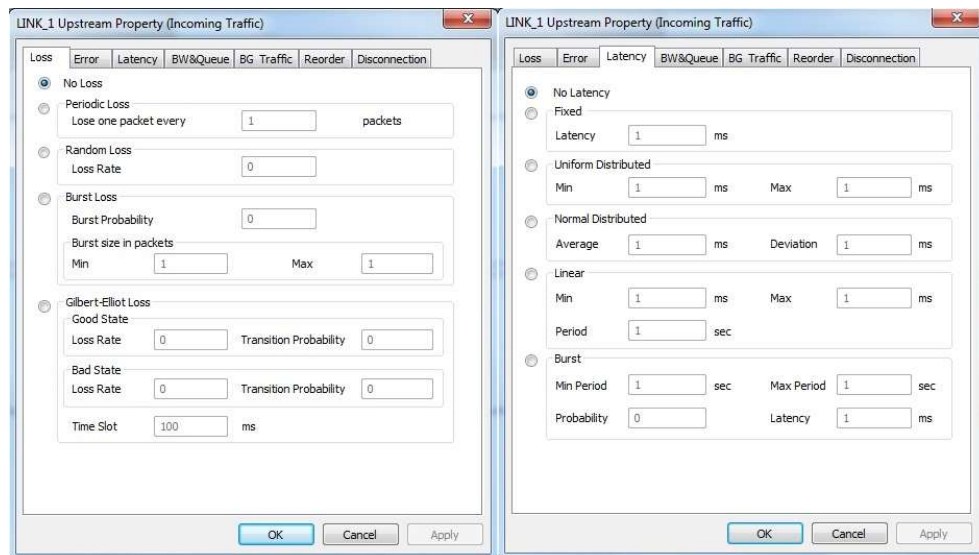 LINK_1 Upstream Property (Incoming Traffic)
Loss Error Latency BW&Queue BG Traffic Reorder Disconnection
No Loss
Periodic Loss
Lose one packet every 1 packets
Random Loss
Loss Rate 0
Burst Loss
Burst Probability 0
Burst size in packets
Min 1 Max 1
Gilbert-Elliot Loss
Good State
Loss Rate 0 Transition Probability 0
Bad State
Loss Rate 0 Transition Probability 0
Time Slot 100 ms
OK Cancel Apply
LINK_1 Upstream Property (Incoming Traffic)
Loss Error Latency BW&Queue BG Traffic Reorder Disconnection
No Latency
Fixed
Latency 1 ms
Uniform Distributed
Min 1 ms Max 1 ms
Normal Distributed
Average 1 ms Deviation 1 ms
Linear
Min 1 ms Max 1 ms
Period 1 sec
Burst
Min Period 1 sec Max Period 1 sec
Probability 0 Latency 1 ms
OK Cancel Apply